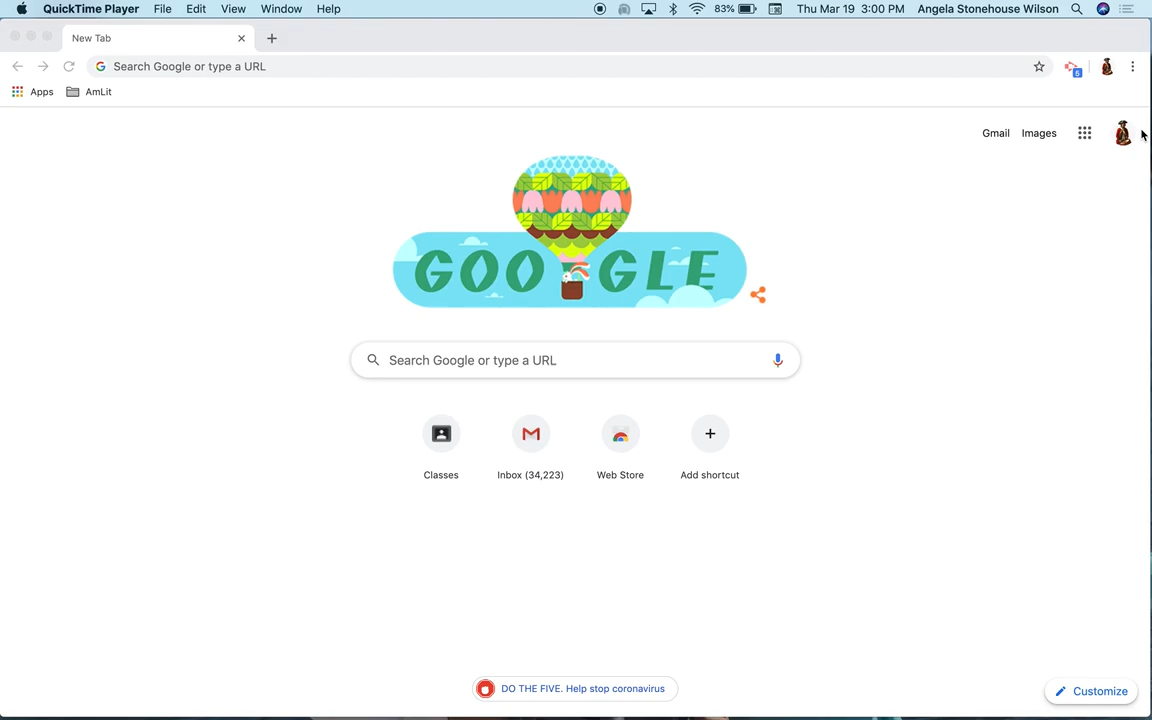 QuickTime Player File Edit View Window Help 83% Thu Mar 19 3:00 PM Angela Stonehouse Wilson
New Tab
Search Google or type a URL 5
Apps AmLit
Gmail Images
GOOGLE
Search Google or type a URL
Classes Inbox (34,223) Web Store Add shortcut
DO THE FIVE. Help stop coronavirus
Customize